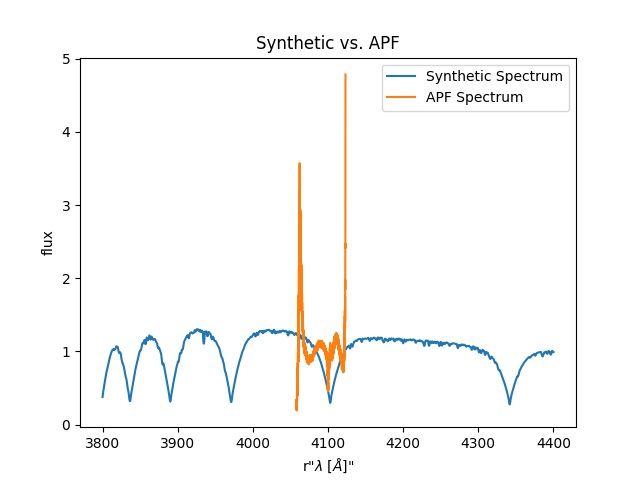 Synthetic vs. APF
Synthetic Spectrum
APF Spectrum
flux
5
4
3
2
1
0
3800 3900 4000 4100 4200 4300 4400
r"λ [Å]"